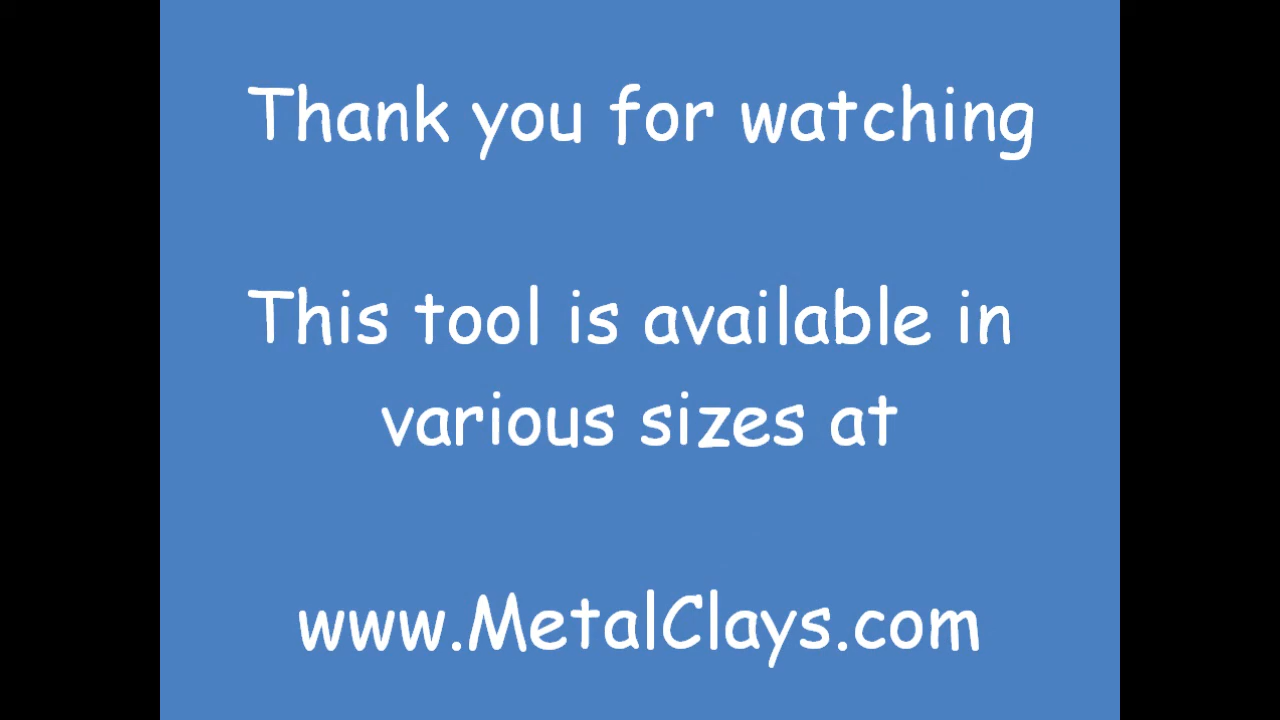 Thank you for watching
This tool is available in
various sizes at
www.MetalClays.com